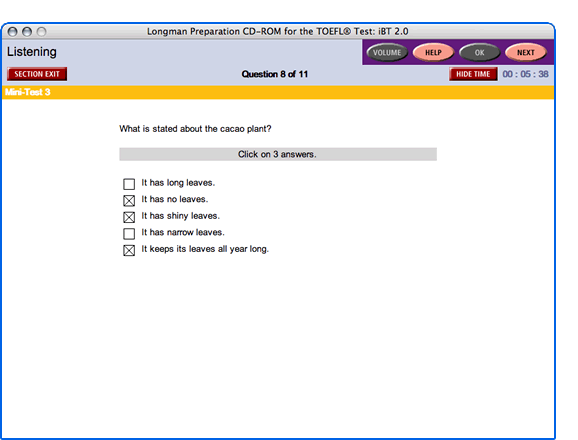 Longman Preparation CD-ROM for the TOEFL® Test: iBT 2.0
Listening
VOLUME HELP OK NEXT
SECTION EXIT Question 8 of 11 HIDE TIME 00 : 05 : 38
Mini-Test 3
What is stated about the cacao plant?
Click on 3 answers.
It has long leaves.
It has no leaves.
It has shiny leaves.
It has narrow leaves.
It keeps its leaves all year long.